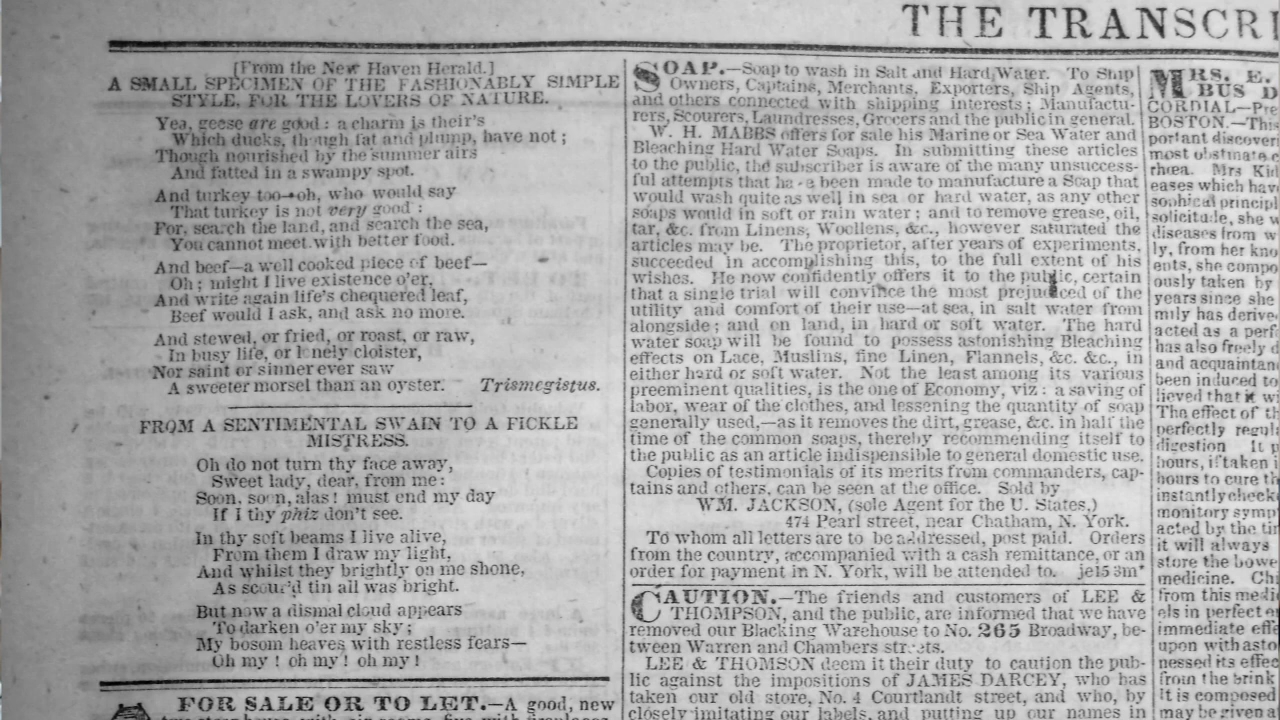 THE TRANSCRI
[From the New Haven Herald.]
A SMALL SPECIMEN OF THE FASHIONABLY SIMPLE
STYLE, FOR THE LOVERS OF NATURE.
Yea, geese are good: a charm is their's
Which ducks, though fat and plump, have not;
Though nourished by the summer airs
And fatted in a swampy spot.
And turkey too—oh, who would say
That turkey is not very good:
For, search the land, and search the sea,
You cannot meet with better food.
And beef—a well cooked piece of beef—
Oh; might I live existence o'er,
And write again life's chequered leaf,
Beef would I ask, and ask no more.
And stewed, or fried, or roast, or raw,
In busy life, or lonely cloister,
Nor saint or sinner ever saw
A sweeter morsel than an oyster. Trismegistus.
FROM A SENTIMENTAL SWAIN TO A FICKLE
MISTRESS.
Oh do not turn thy face away,
Sweet lady, dear, from me:
Soon, soon, alas! must end my day
If I thy phiz don't see.
In thy soft beams I live alive,
From them I draw my light,
And whilst they brightly on me shone,
As scour'd tin all was bright.
But now a dismal cloud appears
To darken o'er my sky;
My bosom heaves with restless fears—
Oh my! oh my! oh my!
FOR SALE OR TO LET.—A good, new
SOAP.—Soap to wash in Salt and Hard Water. To Ship
Owners, Captains, Merchants, Exporters, Ship Agents,
and others connected with shipping interests; Manufactu-
rers, Scourers, Laundresses, Grocers and the public in general.
W. H. MABBS offers for sale his Marine or Sea Water and
Bleaching Hard Water Soaps. In submitting these articles
to the public, the subscriber is aware of the many unsuccess-
ful attempts that have been made to manufacture a Soap that
would wash quite as well in sea or hard water, as any other
soaps would in soft or rain water; and to remove grease, oil,
tar, &c. from Linens, Woollens, &c., however saturated the
articles may be. The proprietor, after years of experiments,
succeeded in accomplishing this, to the full extent of his
wishes. He now confidently offers it to the public, certain
that a single trial will convince the most prejudiced of the
utility and comfort of their use—at sea, in salt water from
alongside; and on land, in hard or soft water. The hard
water soap will be found to possess astonishing Bleaching
effects on Lace, Muslins, fine Linen, Flannels, &c. &c., in
either hard or soft water. Not the least among its various
preeminent qualities, is the one of Economy, viz: a saving of
labor, wear of the clothes, and lessening the quantity of soap
generally used,—as it removes the dirt, grease, &c. in half the
time of the common soaps, thereby recommending itself to
the public as an article indispensible to general domestic use.
Copies of testimonials of its merits from commanders, cap-
tains and others, can be seen at the office. Sold by
WM. JACKSON, (sole Agent for the U. States,)
474 Pearl street, near Chatham, N. York.
To whom all letters are to be addressed, post paid. Orders
from the country, accompanied with a cash remittance, or an
order for payment in N. York, will be attended to. je15 3m*
CAUTION.—The friends and customers of LEE &
THOMPSON, and the public, are informed that we have
removed our Blacking Warehouse to No. 265 Broadway, be-
tween Warren and Chambers streets.
LEE & THOMSON deem it their duty to caution the pub-
lic against the impositions of JAMES DARCEY, who has
taken our old store, No. 4 Courtlandt street, and who, by
closely imitating our labels, and putting up our names in
MRS. E.
BUS D
CORDIAL—Pre
BOSTON.—This
portant discover
most obstinate
rhœa. Mrs Kid
eases which hav
sophical principl
solicitude, she w
diseases from w
ly, from her kno
ents, she compo
ously taken by
years since she
mily has derive
acted as a perf
has also freely d
and acquaintan
been induced to
lieved that it wi
The effect of th
perfectly regul
digestion It p
hours, if taken i
hours to cure th
instantly check
monitory symp
acted by the ti
it will always
store the bowe
medicine. Ch
from this medi
els in perfect o
immediate effe
upon with asto
nessed its effec
from the brink
It is composed
may be given a